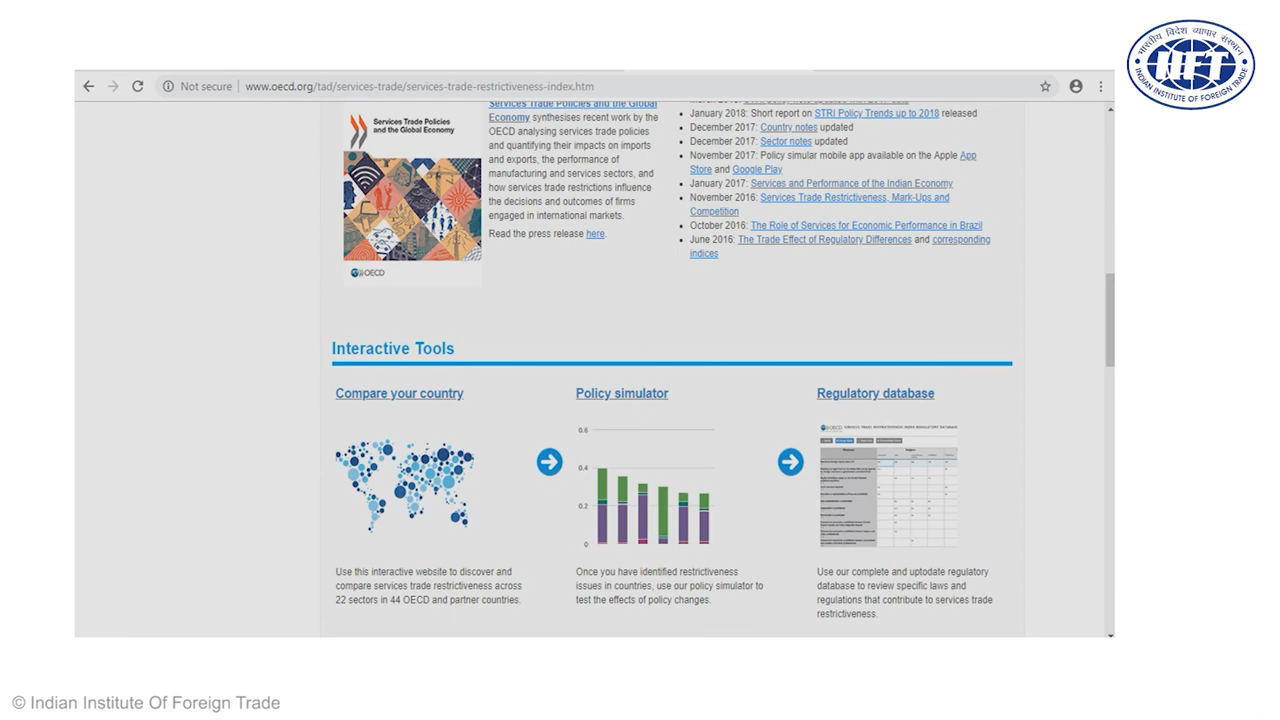 भारतीय विदेश व्यापार संस्थान
IIFT
INDIAN INSTITUTE OF FOREIGN TRADE
Not secure
www.oecd.org/tad/services-trade/services-trade-restrictiveness-index.htm
Services Trade Policies
and the Global Economy
OECD
Services Trade Policies and the Global
Economy synthesises recent work by the
OECD analysing services trade policies
and quantifying their impacts on imports
and exports, the performance of
manufacturing and services sectors, and
how services trade restrictions influence
the decisions and outcomes of firms
engaged in international markets.
Read the press release here.
January 2018: Short report on STRI Policy Trends up to 2018 released
December 2017: Country notes updated
December 2017: Sector notes updated
November 2017: Policy simular mobile app available on the Apple App
Store and Google Play
January 2017: Services and Performance of the Indian Economy
November 2016: Services Trade Restrictiveness, Mark-Ups and
Competition
October 2016: The Role of Services for Economic Performance in Brazil
June 2016: The Trade Effect of Regulatory Differences and corresponding
indices
Interactive Tools
Compare your country
Use this interactive website to discover and
compare services trade restrictiveness across
22 sectors in 44 OECD and partner countries.
Policy simulator
0.6
0.4
0.2
0
Once you have identified restrictiveness
issues in countries, use our policy simulator to
test the effects of policy changes.
Regulatory database
OECD SERVICES TRADE RESTRICTIVENESS INDEX REGULATORY DATABASE
Use our complete and uptodate regulatory
database to review specific laws and
regulations that contribute to services trade
restrictiveness.
© Indian Institute Of Foreign Trade